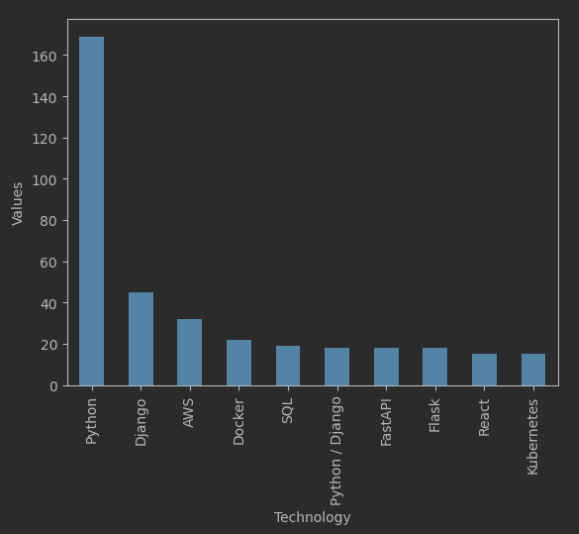 160
140
120
100
80
60
40
20
0
Values
Python
Django
AWS
Docker
SQL
Python / Django
FastAPI
Flask
React
Kubernetes
Technology